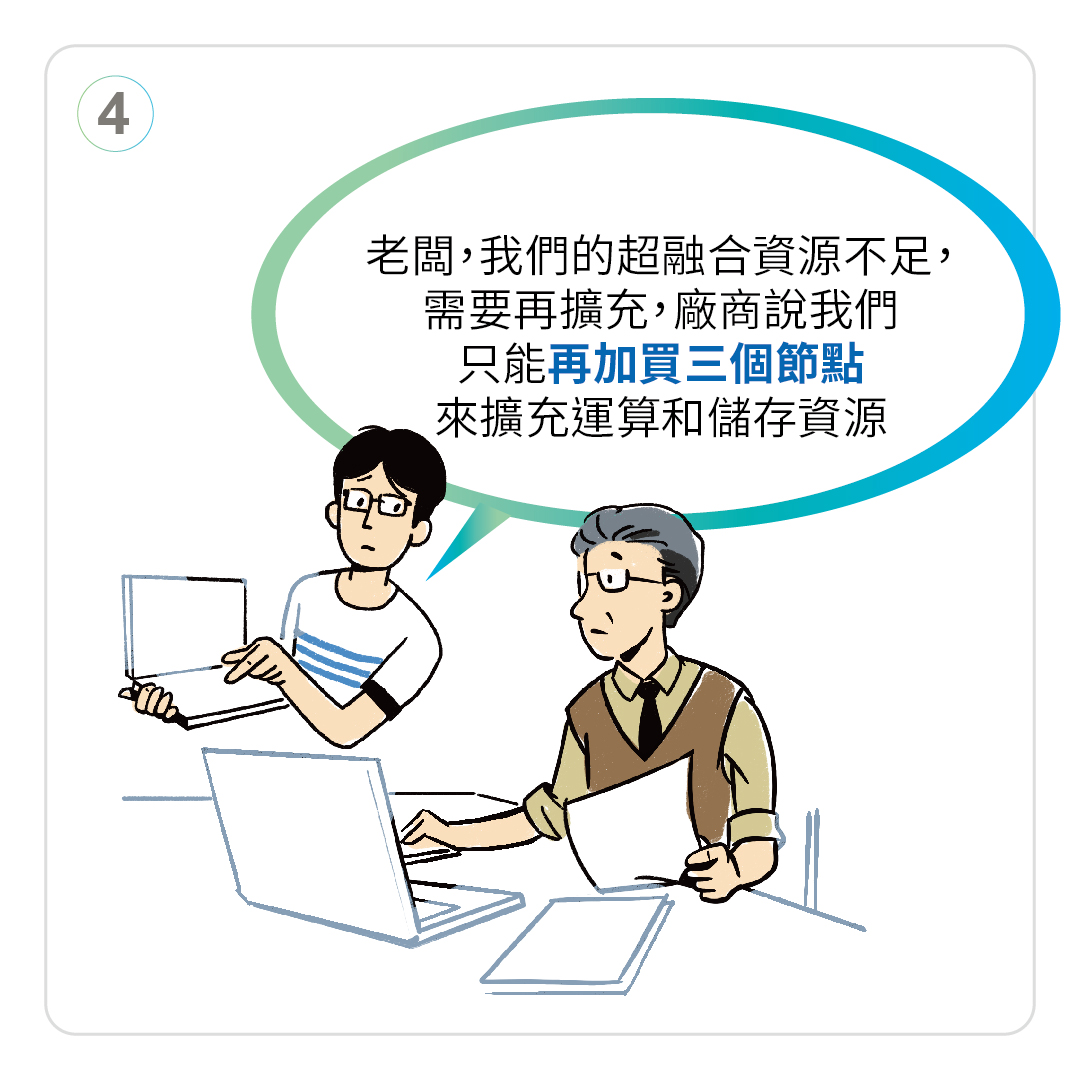 4
老闆，我們的超融合資源不足，
需要再擴充，廠商說我們
只能再加買三個節點
來擴充運算和儲存資源